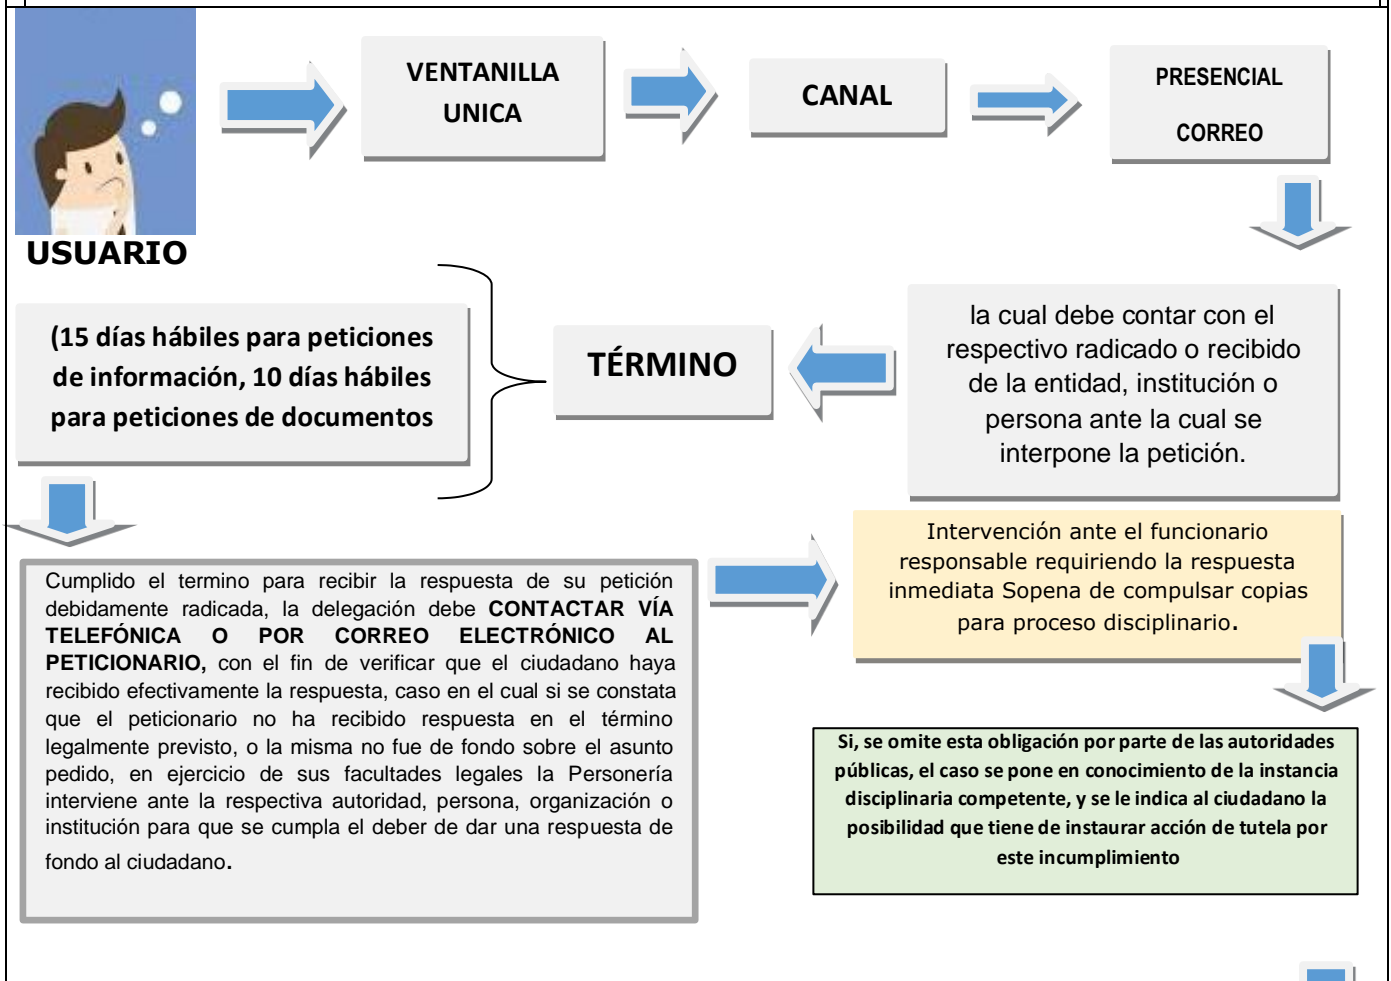 VENTANILLA
UNICA
CANAL
PRESENCIAL
CORREO
USUARIO
la cual debe contar con el
respectivo radicado o recibido
de la entidad, institución o
persona ante la cual se
interpone la petición.
TÉRMINO
(15 días hábiles para peticiones
de información, 10 días hábiles
para peticiones de documentos
Cumplido el termino para recibir la respuesta de su petición
debidamente radicada, la delegación debe CONTACTAR VÍA
TELEFÓNICA O POR CORREO ELECTRÓNICO AL
PETICIONARIO, con el fin de verificar que el ciudadano haya
recibido efectivamente la respuesta, caso en el cual si se constata
que el peticionario no ha recibido respuesta en el término
legalmente previsto, o la misma no fue de fondo sobre el asunto
pedido, en ejercicio de sus facultades legales la Personería
interviene ante la respectiva autoridad, persona, organización o
institución para que se cumpla el deber de dar una respuesta de
fondo al ciudadano.
Intervención ante el funcionario
responsable requiriendo la respuesta
inmediata Sopena de compulsar copias
para proceso disciplinario.
Si, se omite esta obligación por parte de las autoridades
públicas, el caso se pone en conocimiento de la instancia
disciplinaria competente, y se le indica al ciudadano la
posibilidad que tiene de instaurar acción de tutela por
este incumplimiento